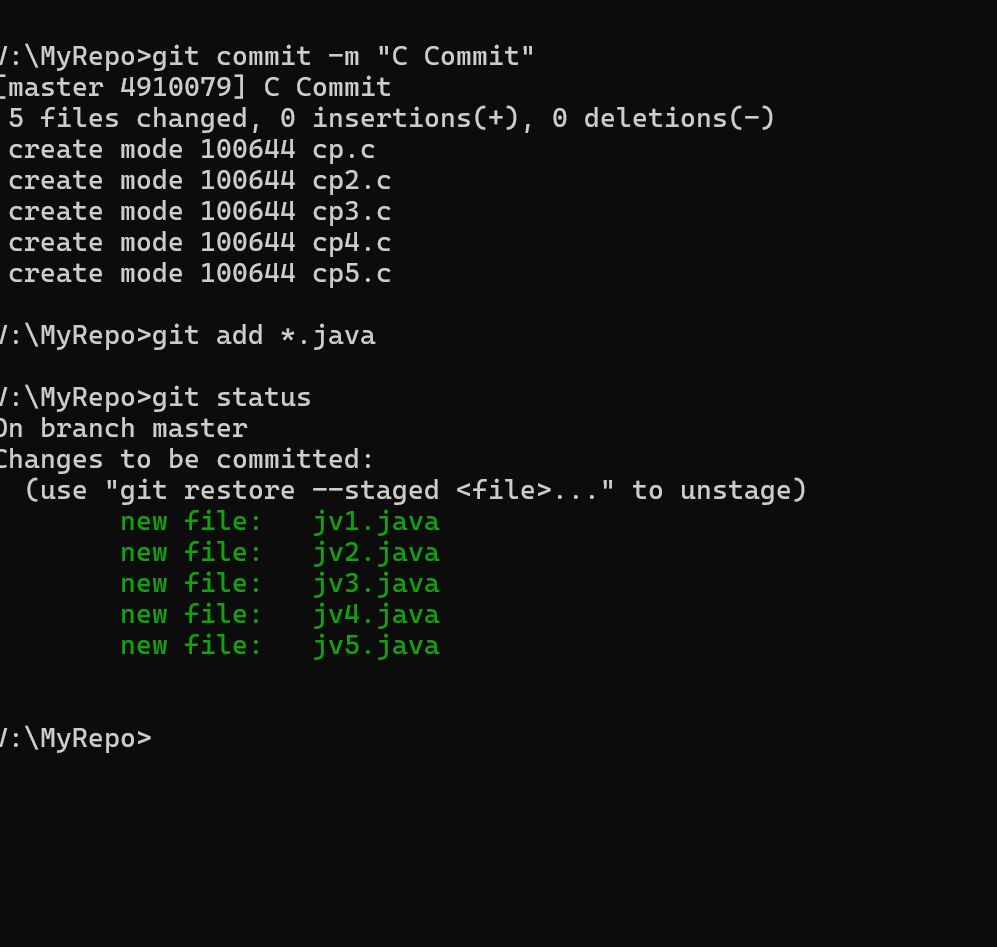 :\MyRepo>git commit -m "C Commit"
[master 4910079] C Commit
5 files changed, 0 insertions(+), 0 deletions(-)
create mode 100644 cp.c
create mode 100644 cp2.c
create mode 100644 cp3.c
create mode 100644 cp4.c
create mode 100644 cp5.c
:\MyRepo>git add *.java
:\MyRepo>git status
On branch master
Changes to be committed:
(use "git restore --staged <file>..." to unstage)
new file: jv1.java
new file: jv2.java
new file: jv3.java
new file: jv4.java
new file: jv5.java
:\MyRepo>